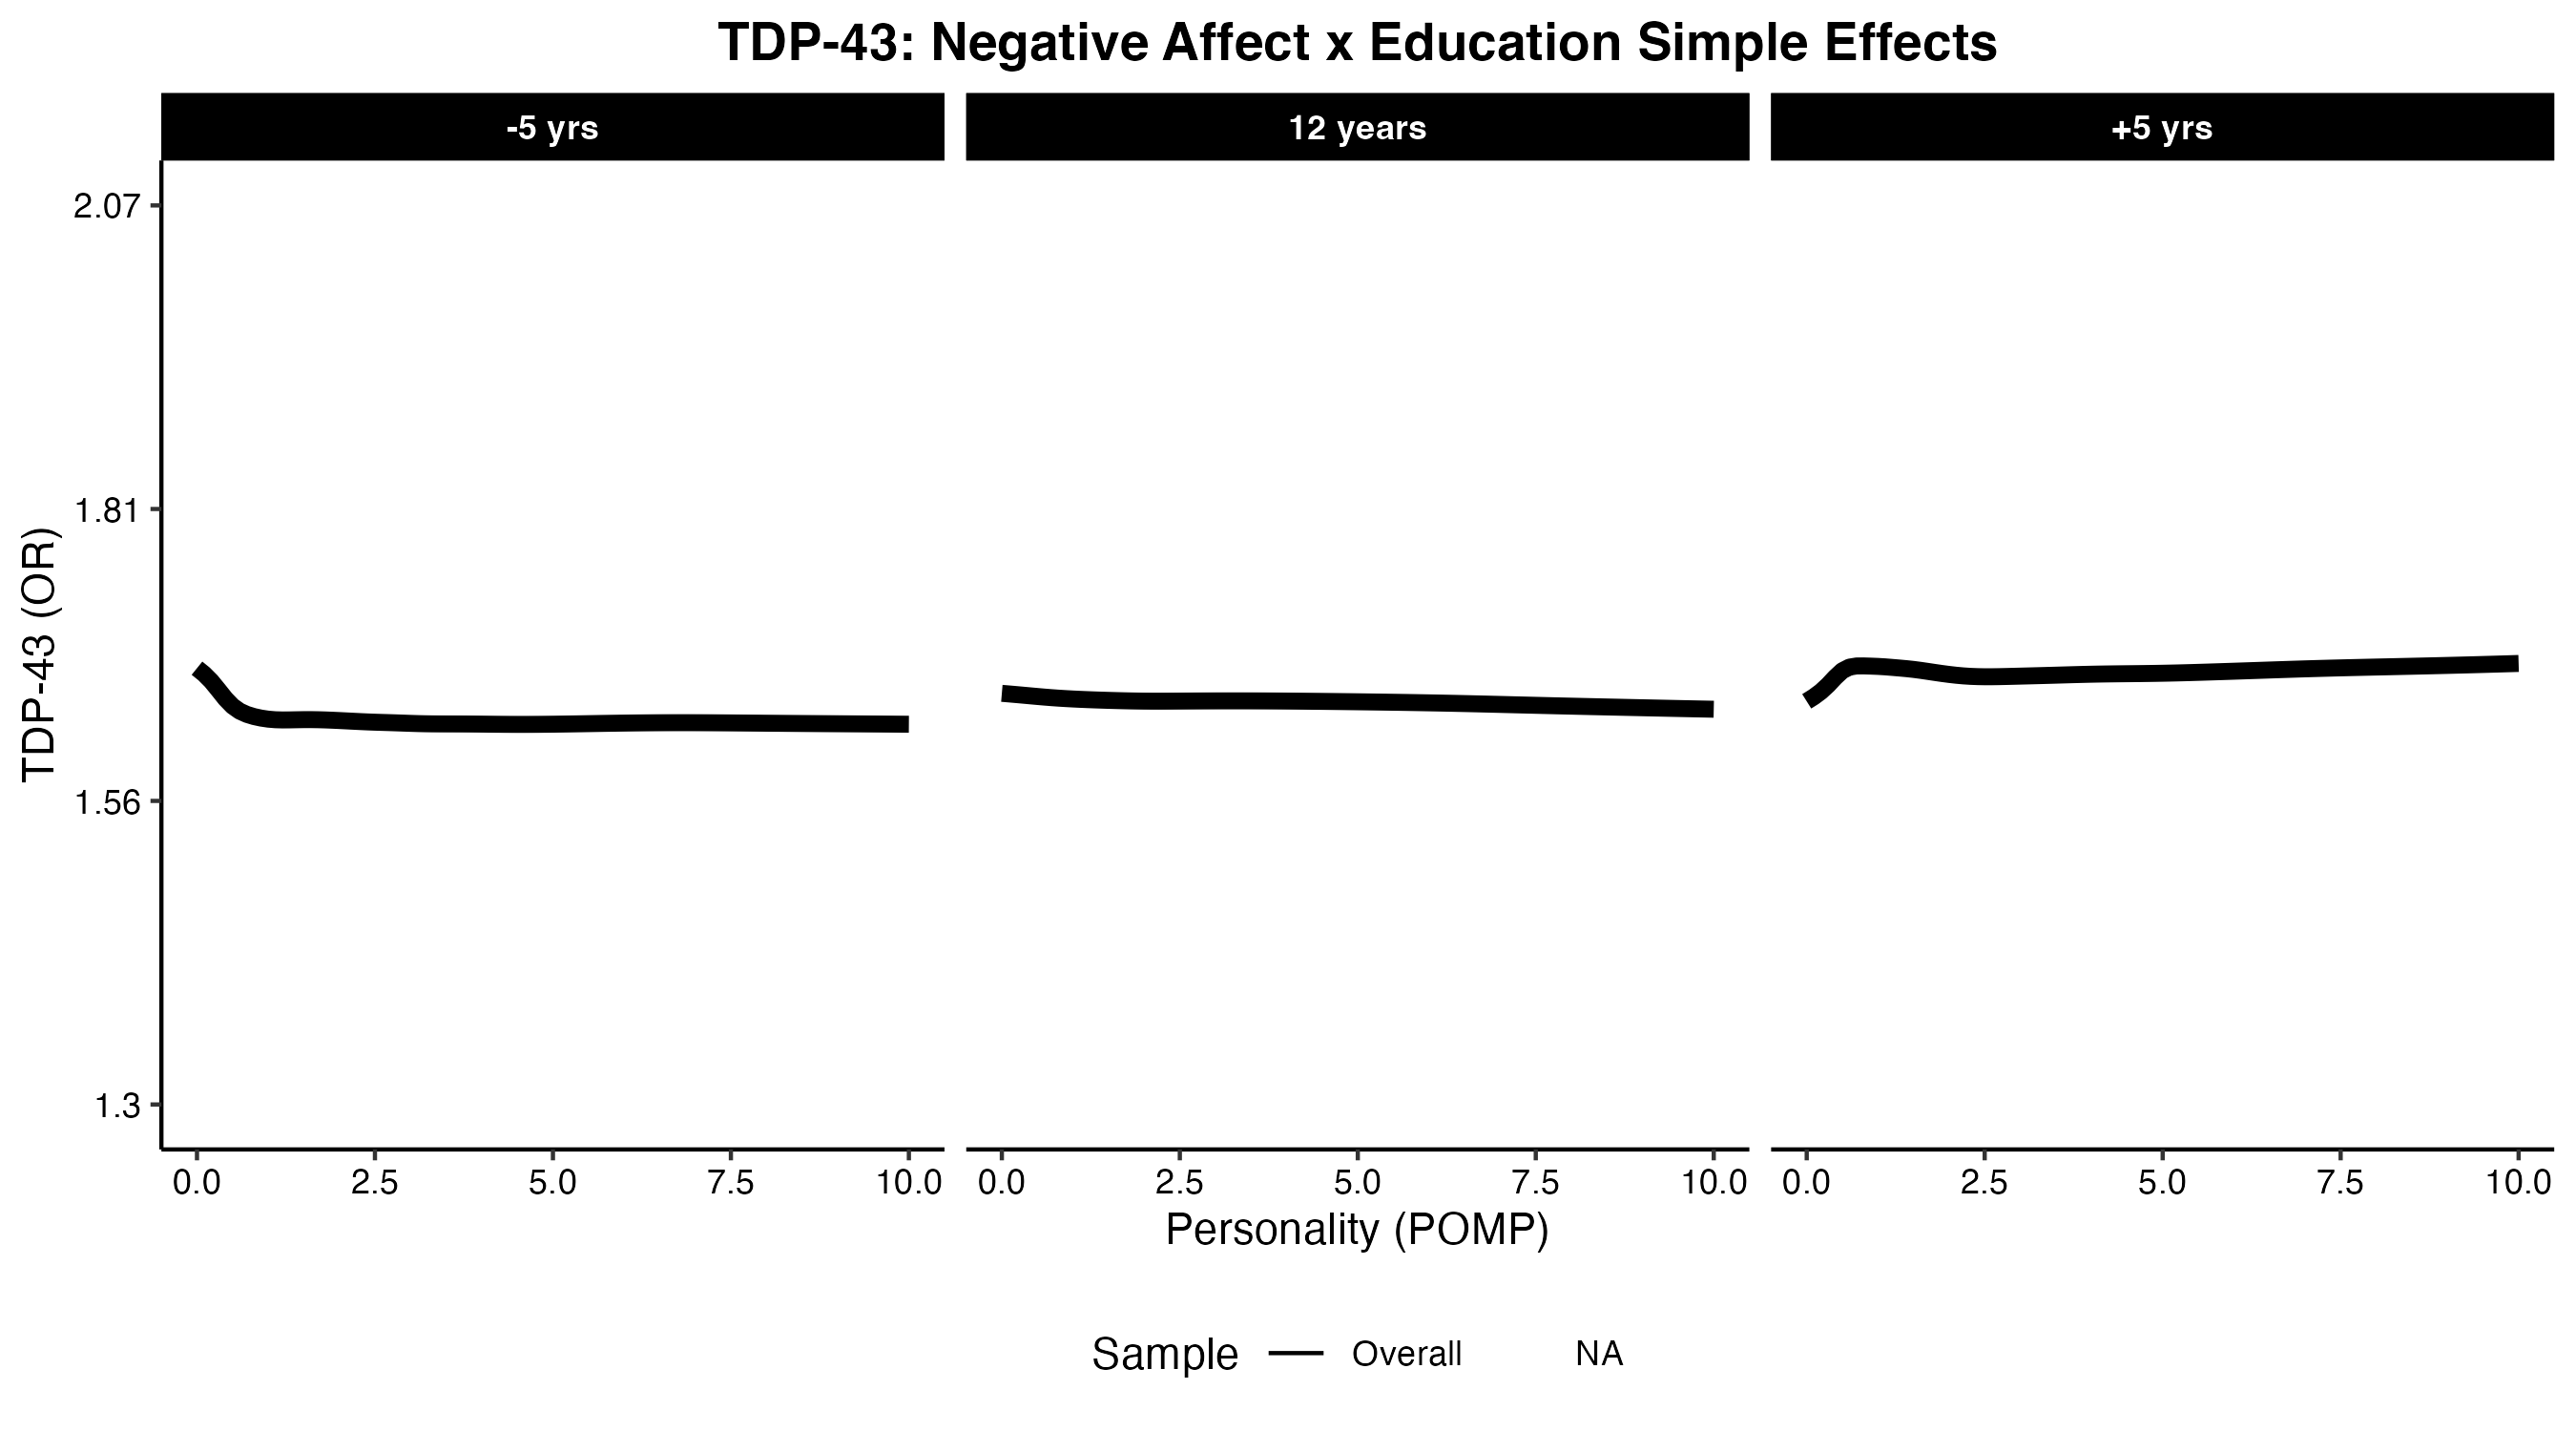 TDP-43: Negative Affect x Education Simple Effects
-5 yrs
12 years
+5 yrs
TDP-43 (OR)
2.07
1.81
1.56
1.3
0.0 2.5 5.0 7.5 10.0
0.0 2.5 5.0 7.5 10.0
0.0 2.5 5.0 7.5 10.0
Personality (POMP)
Sample Overall NA